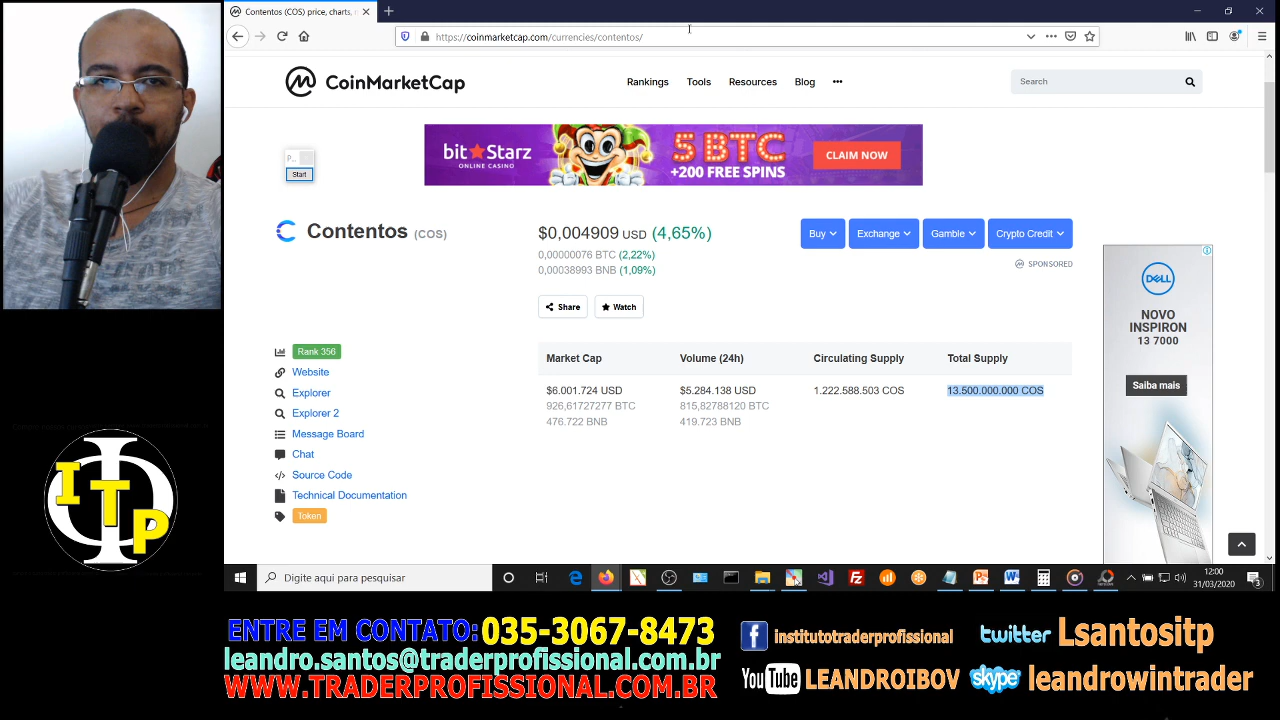 Contentos (COS) price, charts,
https://coinmarketcap.com/currencies/contentos/
CoinMarketCap
Rankings
Tools
Resources
Blog
Search
bit★Starz
ONLINE CASINO
5 BTC
+200 FREE SPINS
CLAIM NOW
P...
Start
Contentos (COS)
$0,004909 USD (4,65%)
0,00000076 BTC (2,22%)
0,00038993 BNB (1,09%)
Buy
Exchange
Gamble
Crypto Credit
SPONSORED
Share
Watch
Rank 356
Website
Explorer
Explorer 2
Message Board
Chat
Source Code
Technical Documentation
Token
Market Cap Volume (24h) Circulating Supply Total Supply
$6.001.724 USD $5.284.138 USD 1.222.588.503 COS 13.500.000.000 COS
926,61727277 BTC 815,82788120 BTC
476.722 BNB 419.723 BNB
DELL
NOVO
INSPIRON
13 7000
Saiba mais
ITP
Digite aqui para pesquisar
12:00
31/03/2020
3
ENTRE EM CONTATO: 035-3067-8473
leandro.santos@traderprofissional.com.br
WWW.TRADERPROFISSIONAL.COM.BR
institutotraderprofissional
twitter Lsantositp
YouTube LEANDROIBOV
skype leandrowintrader